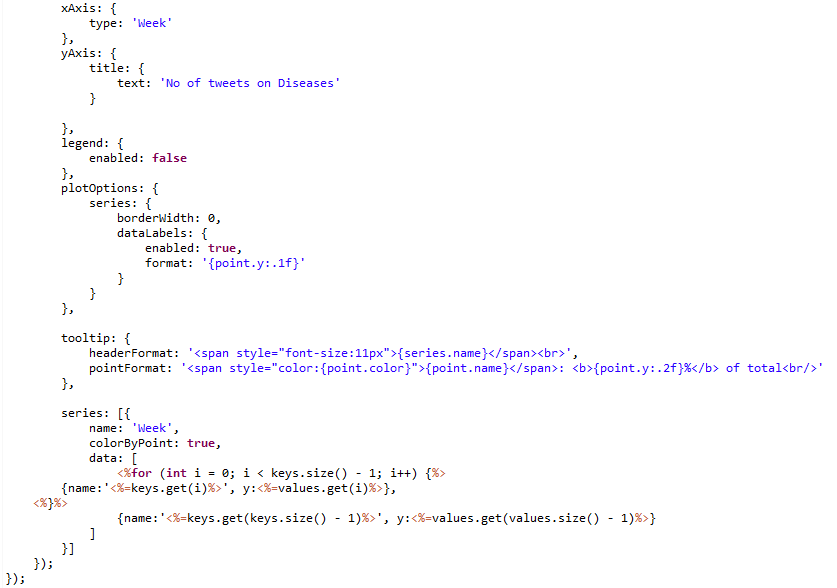 xAxis: {
            type: 'Week'
        },
        yAxis: {
            title: {
                text: 'No of tweets on Diseases'
            }

        },
        legend: {
            enabled: false
        },
        plotOptions: {
            series: {
                borderWidth: 0,
                dataLabels: {
                    enabled: true,
                    format: '{point.y:.1f}'
                }
            }
        },

        tooltip: {
            headerFormat: '<span style="font-size:11px">{series.name}</span><br>',
            pointFormat: '<span style="color:{point.color}">{point.name}</span>: <b>{point.y:.2f}%</b> of total<br/>'
        },

        series: [{
            name: 'Week',
            colorByPoint: true,
            data: [
                <%for (int i = 0; i < keys.size() - 1; i++) {%>
        {name:'<%=keys.get(i)%>', y:<%=values.get(i)%>},
    <%}%>
                {name:'<%=keys.get(keys.size() - 1)%>', y:<%=values.get(values.size() - 1)%>}
            ]
        }]
    });
});